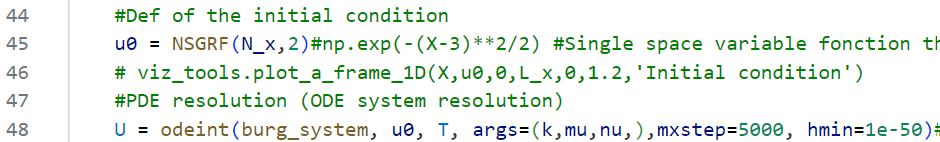 44 #Def of the initial condition
45 u0 = NSGRF(N_x,2)#np.exp(-(X-3)**2/2) #Single space variable fonction th
46 # viz_tools.plot_a_frame_1D(X,u0,0,L_x,0,1.2,'Initial condition')
47 #PDE resolution (ODE system resolution)
48 U = odeint(burg_system, u0, T, args=(k,mu,nu,),mxstep=5000, hmin=1e-50)#